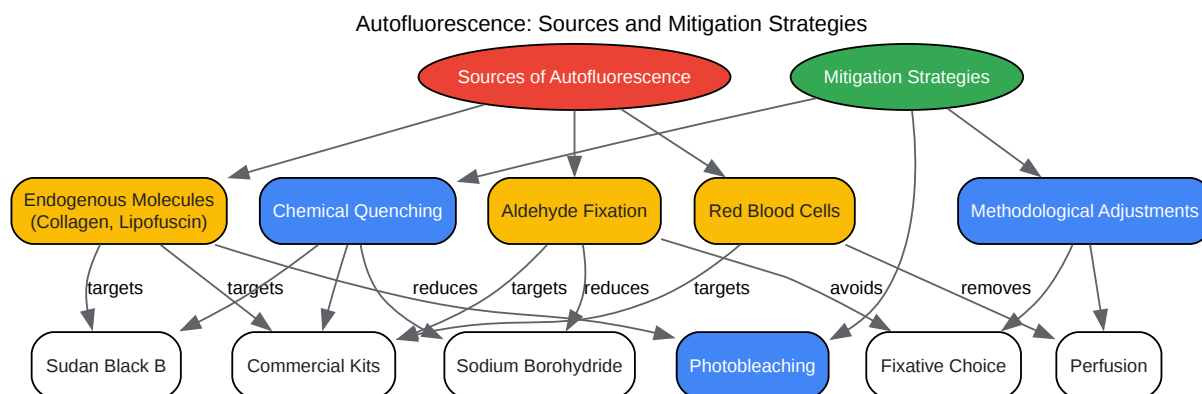 Autofluorescence: Sources and Mitigation Strategies
Sources of Autofluorescence
Mitigation Strategies
Endogenous Molecules
(Collagen, Lipofuscin)
Chemical Quenching
Aldehyde Fixation
Red Blood Cells
Methodological Adjustments
targets
targets
reduces
targets
reduces
targets
avoids
removes
Sudan Black B
Commercial Kits
Sodium Borohydride
Photobleaching
Fixative Choice
Perfusion